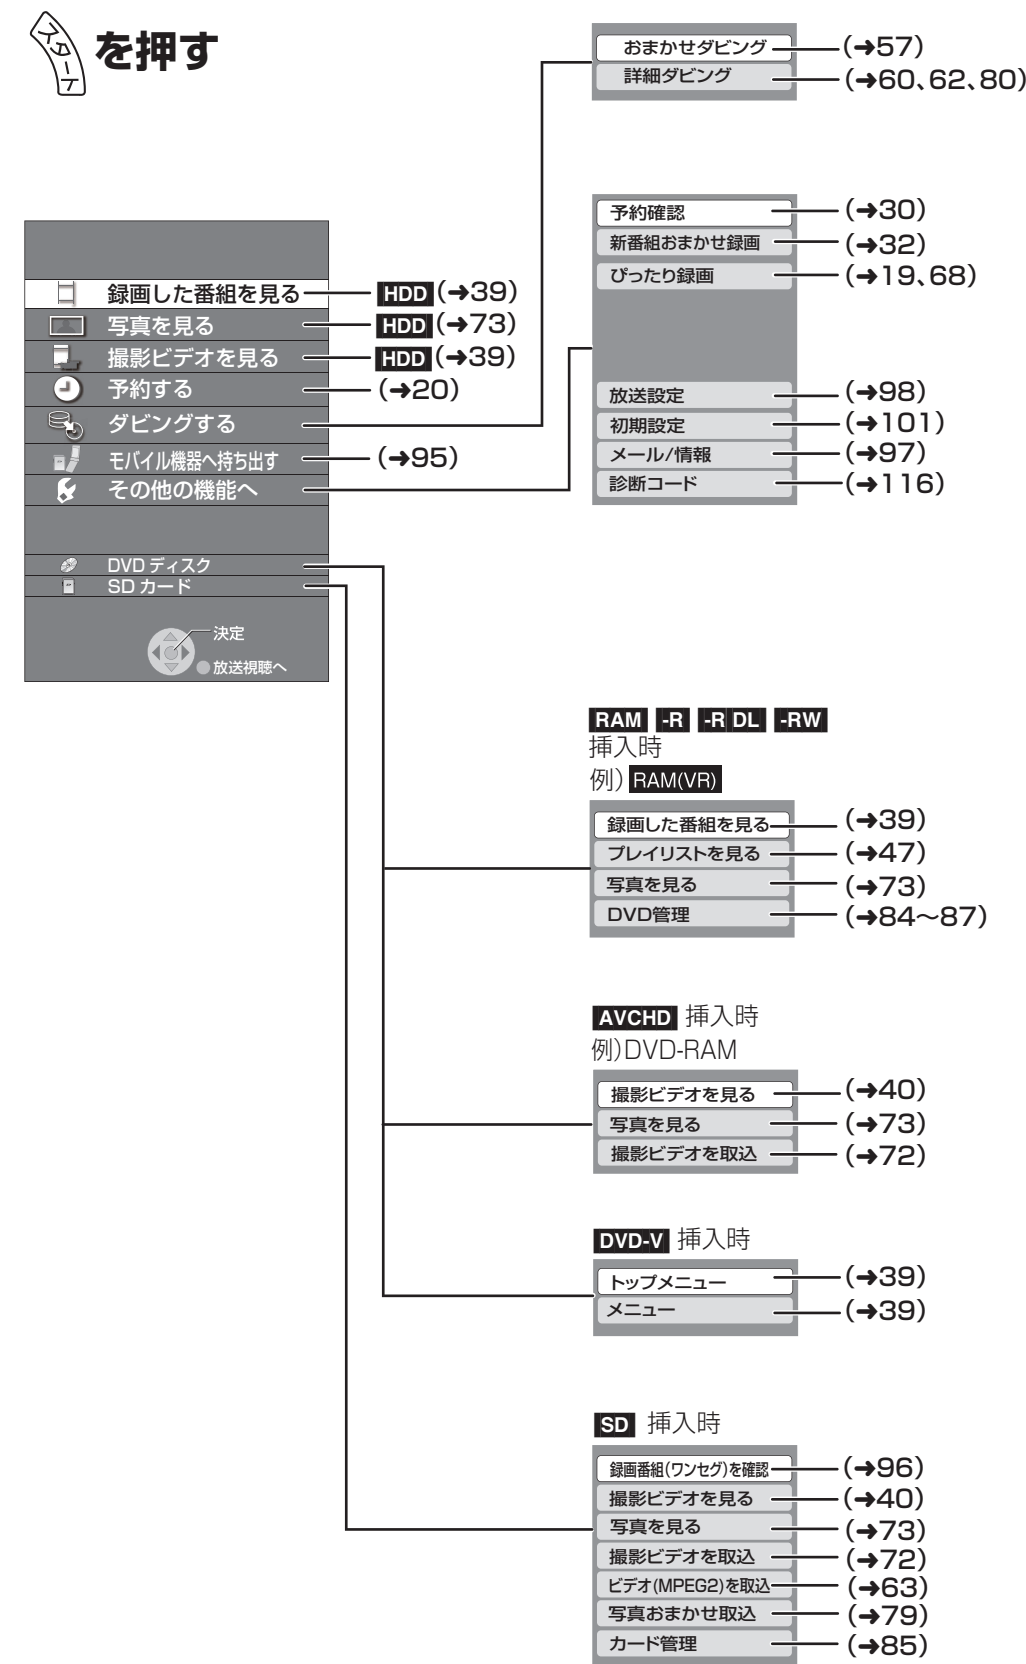 スタート を押す
おまかせダビング (➔57)
詳細ダビング (➔60、62、80)
予約確認 (➔30)
新番組おまかせ録画 (➔32)
ぴったり録画 (➔19、68)
放送設定 (➔98)
初期設定 (➔101)
メール/情報 (➔97)
診断コード (➔116)
録画した番組を見る HDD (➔39)
写真を見る HDD (➔73)
撮影ビデオを見る HDD (➔39)
予約する (➔20)
ダビングする
モバイル機器へ持ち出す (➔95)
その他の機能へ
DVD ディスク
SD カード
決定
放送視聴へ
RAM -R -R DL -RW
挿入時
例) RAM(VR)
録画した番組を見る (➔39)
プレイリストを見る (➔47)
写真を見る (➔73)
DVD管理 (➔84～87)
AVCHD 挿入時
例)DVD-RAM
撮影ビデオを見る (➔40)
写真を見る (➔73)
撮影ビデオを取込 (➔72)
DVD-V 挿入時
トップメニュー (➔39)
メニュー (➔39)
SD 挿入時
録画番組(ワンセグ)を確認 (➔96)
撮影ビデオを見る (➔40)
写真を見る (➔73)
撮影ビデオを取込 (➔72)
ビデオ(MPEG2)を取込 (➔63)
写真おまかせ取込 (➔79)
カード管理 (➔85)